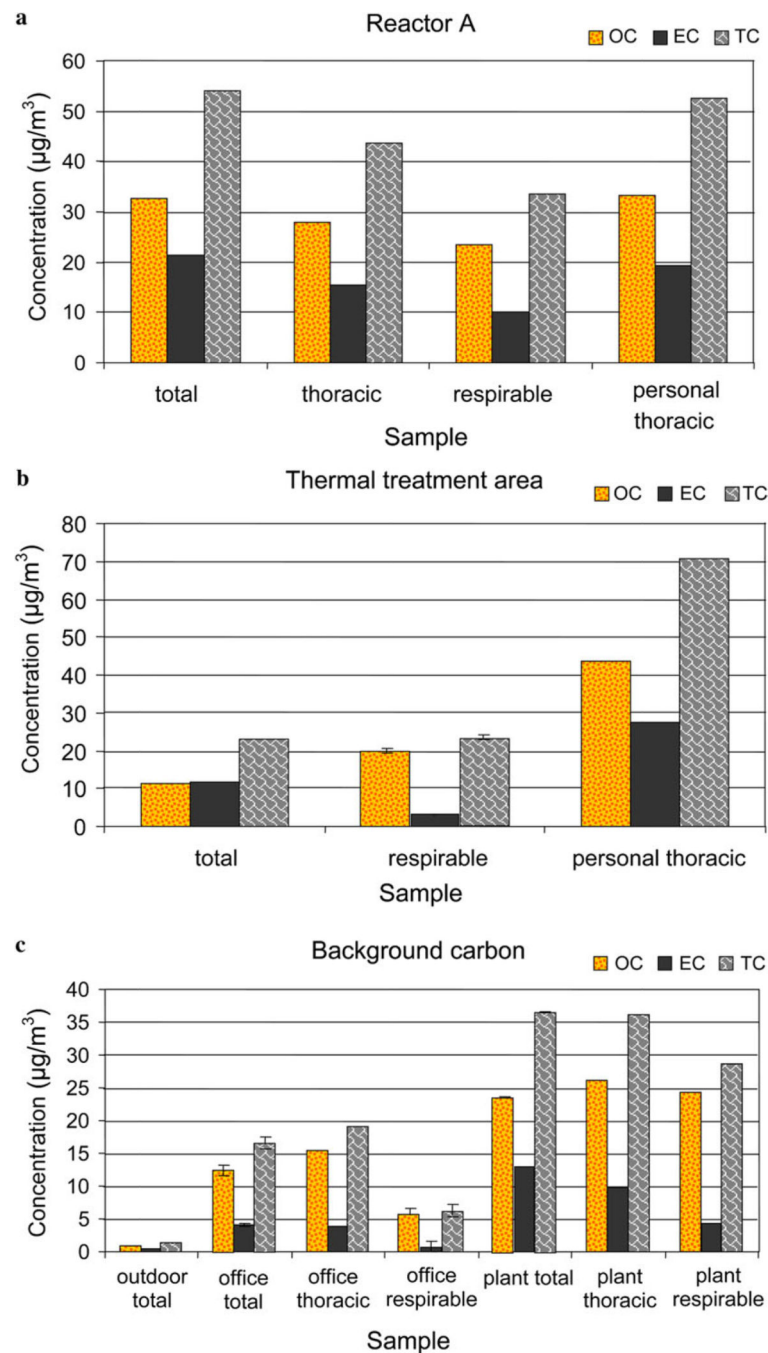 a
Reactor A
OC EC TC
Concentration (µg/m³)
60
50
40
30
20
10
0
total thoracic respirable personal thoracic
Sample
b
Thermal treatment area
OC EC TC
Concentration (µg/m³)
80
70
60
50
40
30
20
10
0
total respirable personal thoracic
Sample
c
Background carbon
OC EC TC
Concentration (µg/m³)
40
35
30
25
20
15
10
5
0
outdoor total office total office thoracic office respirable plant total plant thoracic plant respirable
Sample